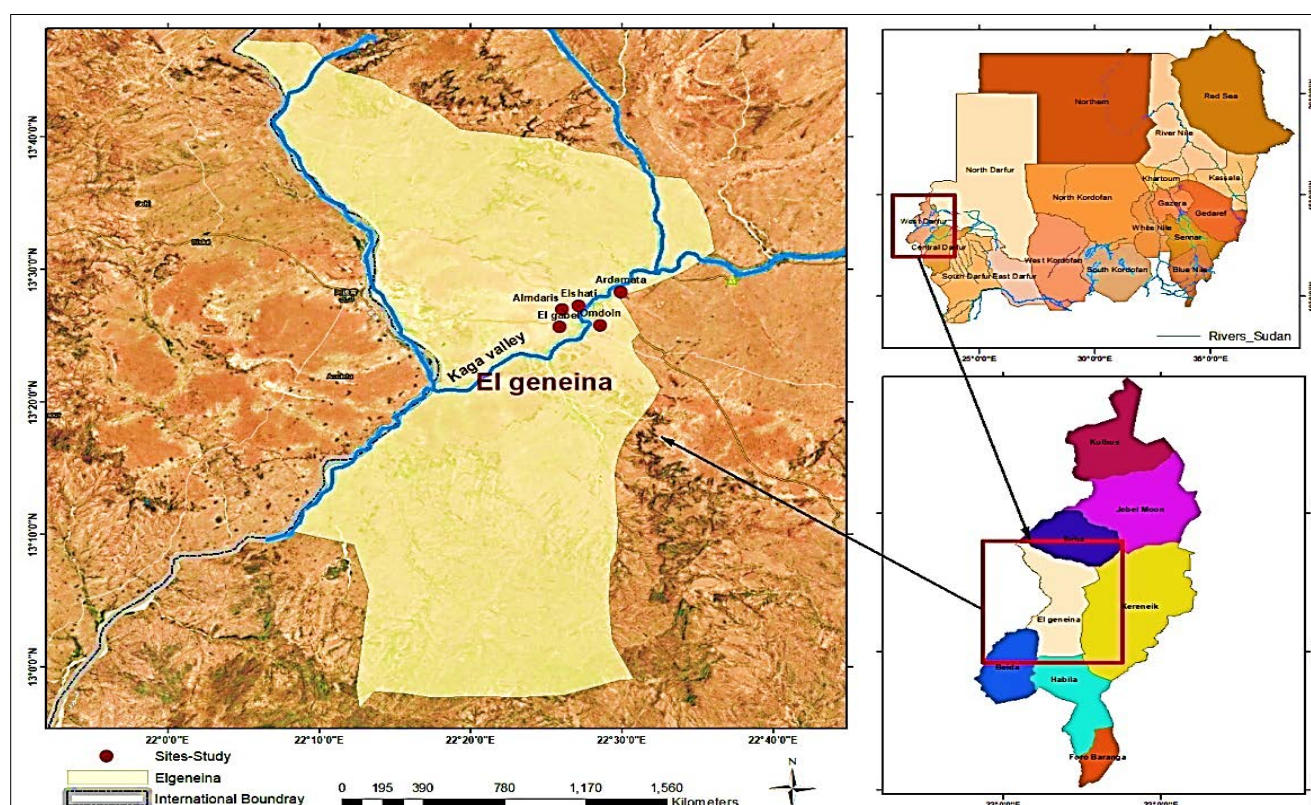 13°40'0"N
13°30'0"N
13°20'0"N
13°10'0"N
13°0'0"N
Ardamata
Elshati
Almdaris
El gabel
Omdoin
Kaga valley
El geneina
22°0'0"E
22°10'0"E
22°20'0"E
22°30'0"E
22°40'0"E
Sites-Study
Elgeneina
International Boundray
0 195 390 780 1,170 1,560
Kilometers
N
Northern
Red Sea
River Nile
North Darfur
Khartoum
Kassala
North Kordofan
Gazera
Gedaref
West Darfur
White Nile
Sennar
Central Darfur
West Kordofan
South Darfur
East Darfur
South Kordofan
Blue Nile
Rivers_Sudan
25°0'0"E
30°0'0"E
35°0'0"E
Kulbus
Jebel Moon
Kereneik
El geneina
Beida
Habila
Foro Baranga